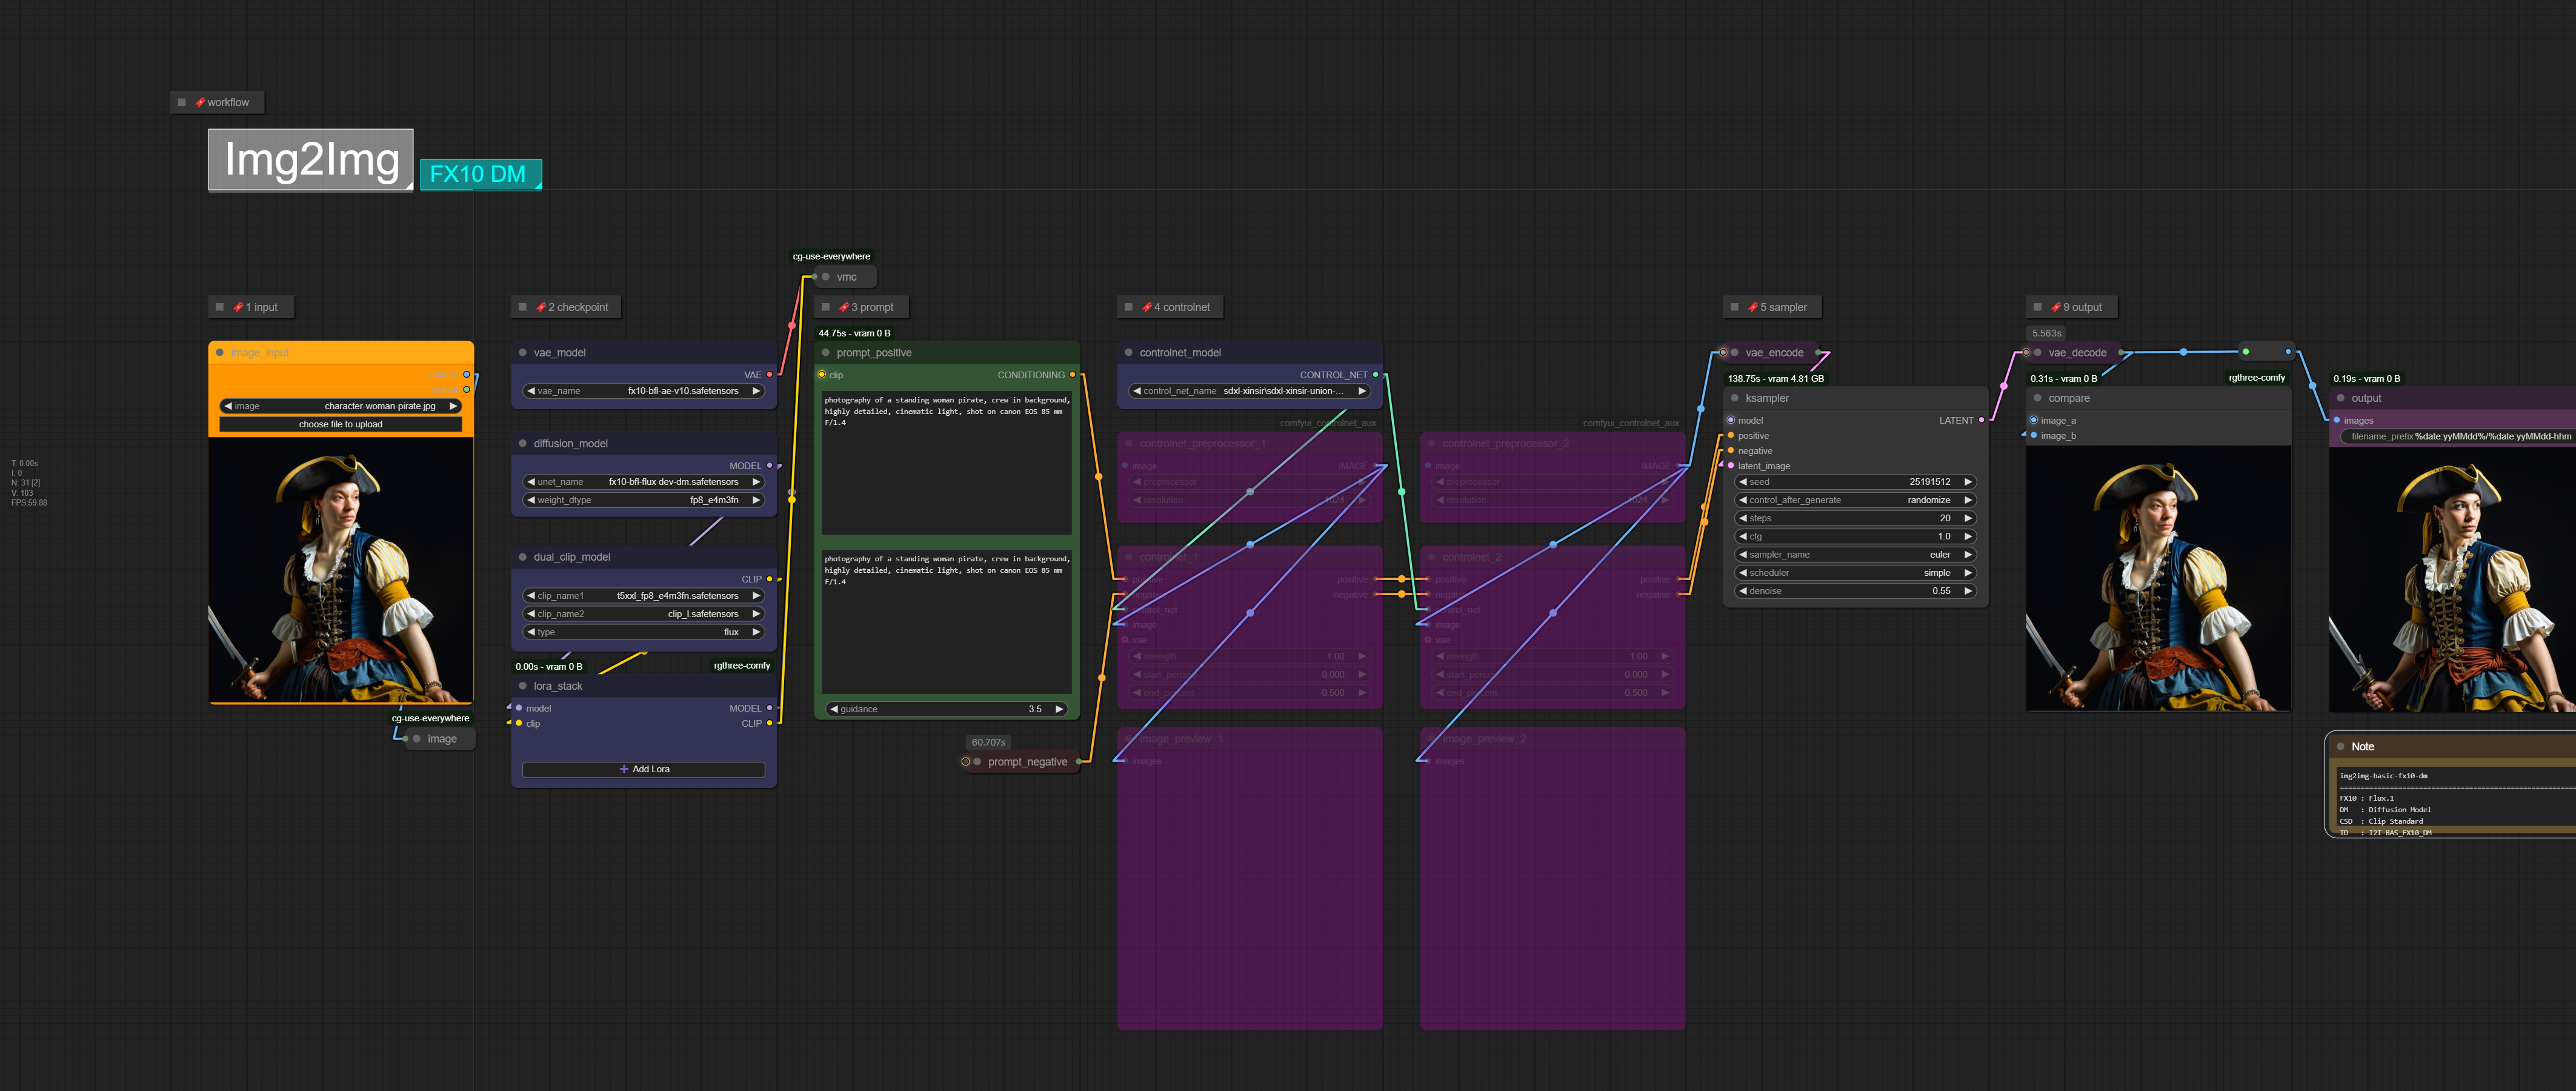 workflow
Img2Img
FX10 DM
cg-use-everywhere
vmc
1 input
2 checkpoint
3 prompt
4 controlnet
5 sampler
9 output
image_input
IMAGE
MASK
image character-woman-pirate.jpg
choose file to upload
cg-use-everywhere
image
T: 0.00s
I: 0
N: 31 [2]
V: 103
FPS:59.88
vae_model
VAE
vae_name fx10-bfl-ae-v10.safetensors
diffusion_model
MODEL
unet_name fx10-bfl-flux dev-dm.safetensors
weight_dtype fp8_e4m3fn
dual_clip_model
CLIP
clip_name1 t5xxl_fp8_e4m3fn.safetensors
clip_name2 clip_l.safetensors
type flux
0.00s - vram 0 B
rgthree-comfy
lora_stack
model MODEL
clip CLIP
+ Add Lora
44.75s - vram 0 B
prompt_positive
clip CONDITIONING
photography of a standing woman pirate, crew in background,
highly detailed, cinematic light, shot on canon EOS 85 mm
F/1.4
photography of a standing woman pirate, crew in background,
highly detailed, cinematic light, shot on canon EOS 85 mm
F/1.4
guidance 3.5
60.707s
prompt_negative
controlnet_model
CONTROL_NET
control_net_name sdxl-xinsir\sdxl-xinsir-union-...
comfyui_controlnet_aux
controlnet_preprocessor_1
image IMAGE
preprocessor
resolution 1024
controlnet_1
positive positive
negative negative
control_net
image
vae
strength 1.00
start_percent 0.000
end_percent 0.500
image_preview_1
images
comfyui_controlnet_aux
controlnet_preprocessor_2
image IMAGE
preprocessor
resolution 1024
controlnet_2
positive positive
negative negative
control_net
image
vae
strength 1.00
start_percent 0.000
end_percent 0.500
image_preview_2
images
vae_encode
138.75s - vram 4.81 GB
ksampler
model LATENT
positive
negative
latent_image
seed 25191512
control_after_generate randomize
steps 20
cfg 1.0
sampler_name euler
scheduler simple
denoise 0.55
5.563s
vae_decode
0.31s - vram 0 B
rgthree-comfy
compare
image_a
image_b
0.19s - vram 0 B
output
images
filename_prefix %date:yyMMdd%/%date:yyMMdd-hhm
Note
img2img-basic-fx10-dm
FX10 : Flux.1
DM : Diffusion Model
CSD : Clip Standard
ID : I2I-BAS_FX10_DM